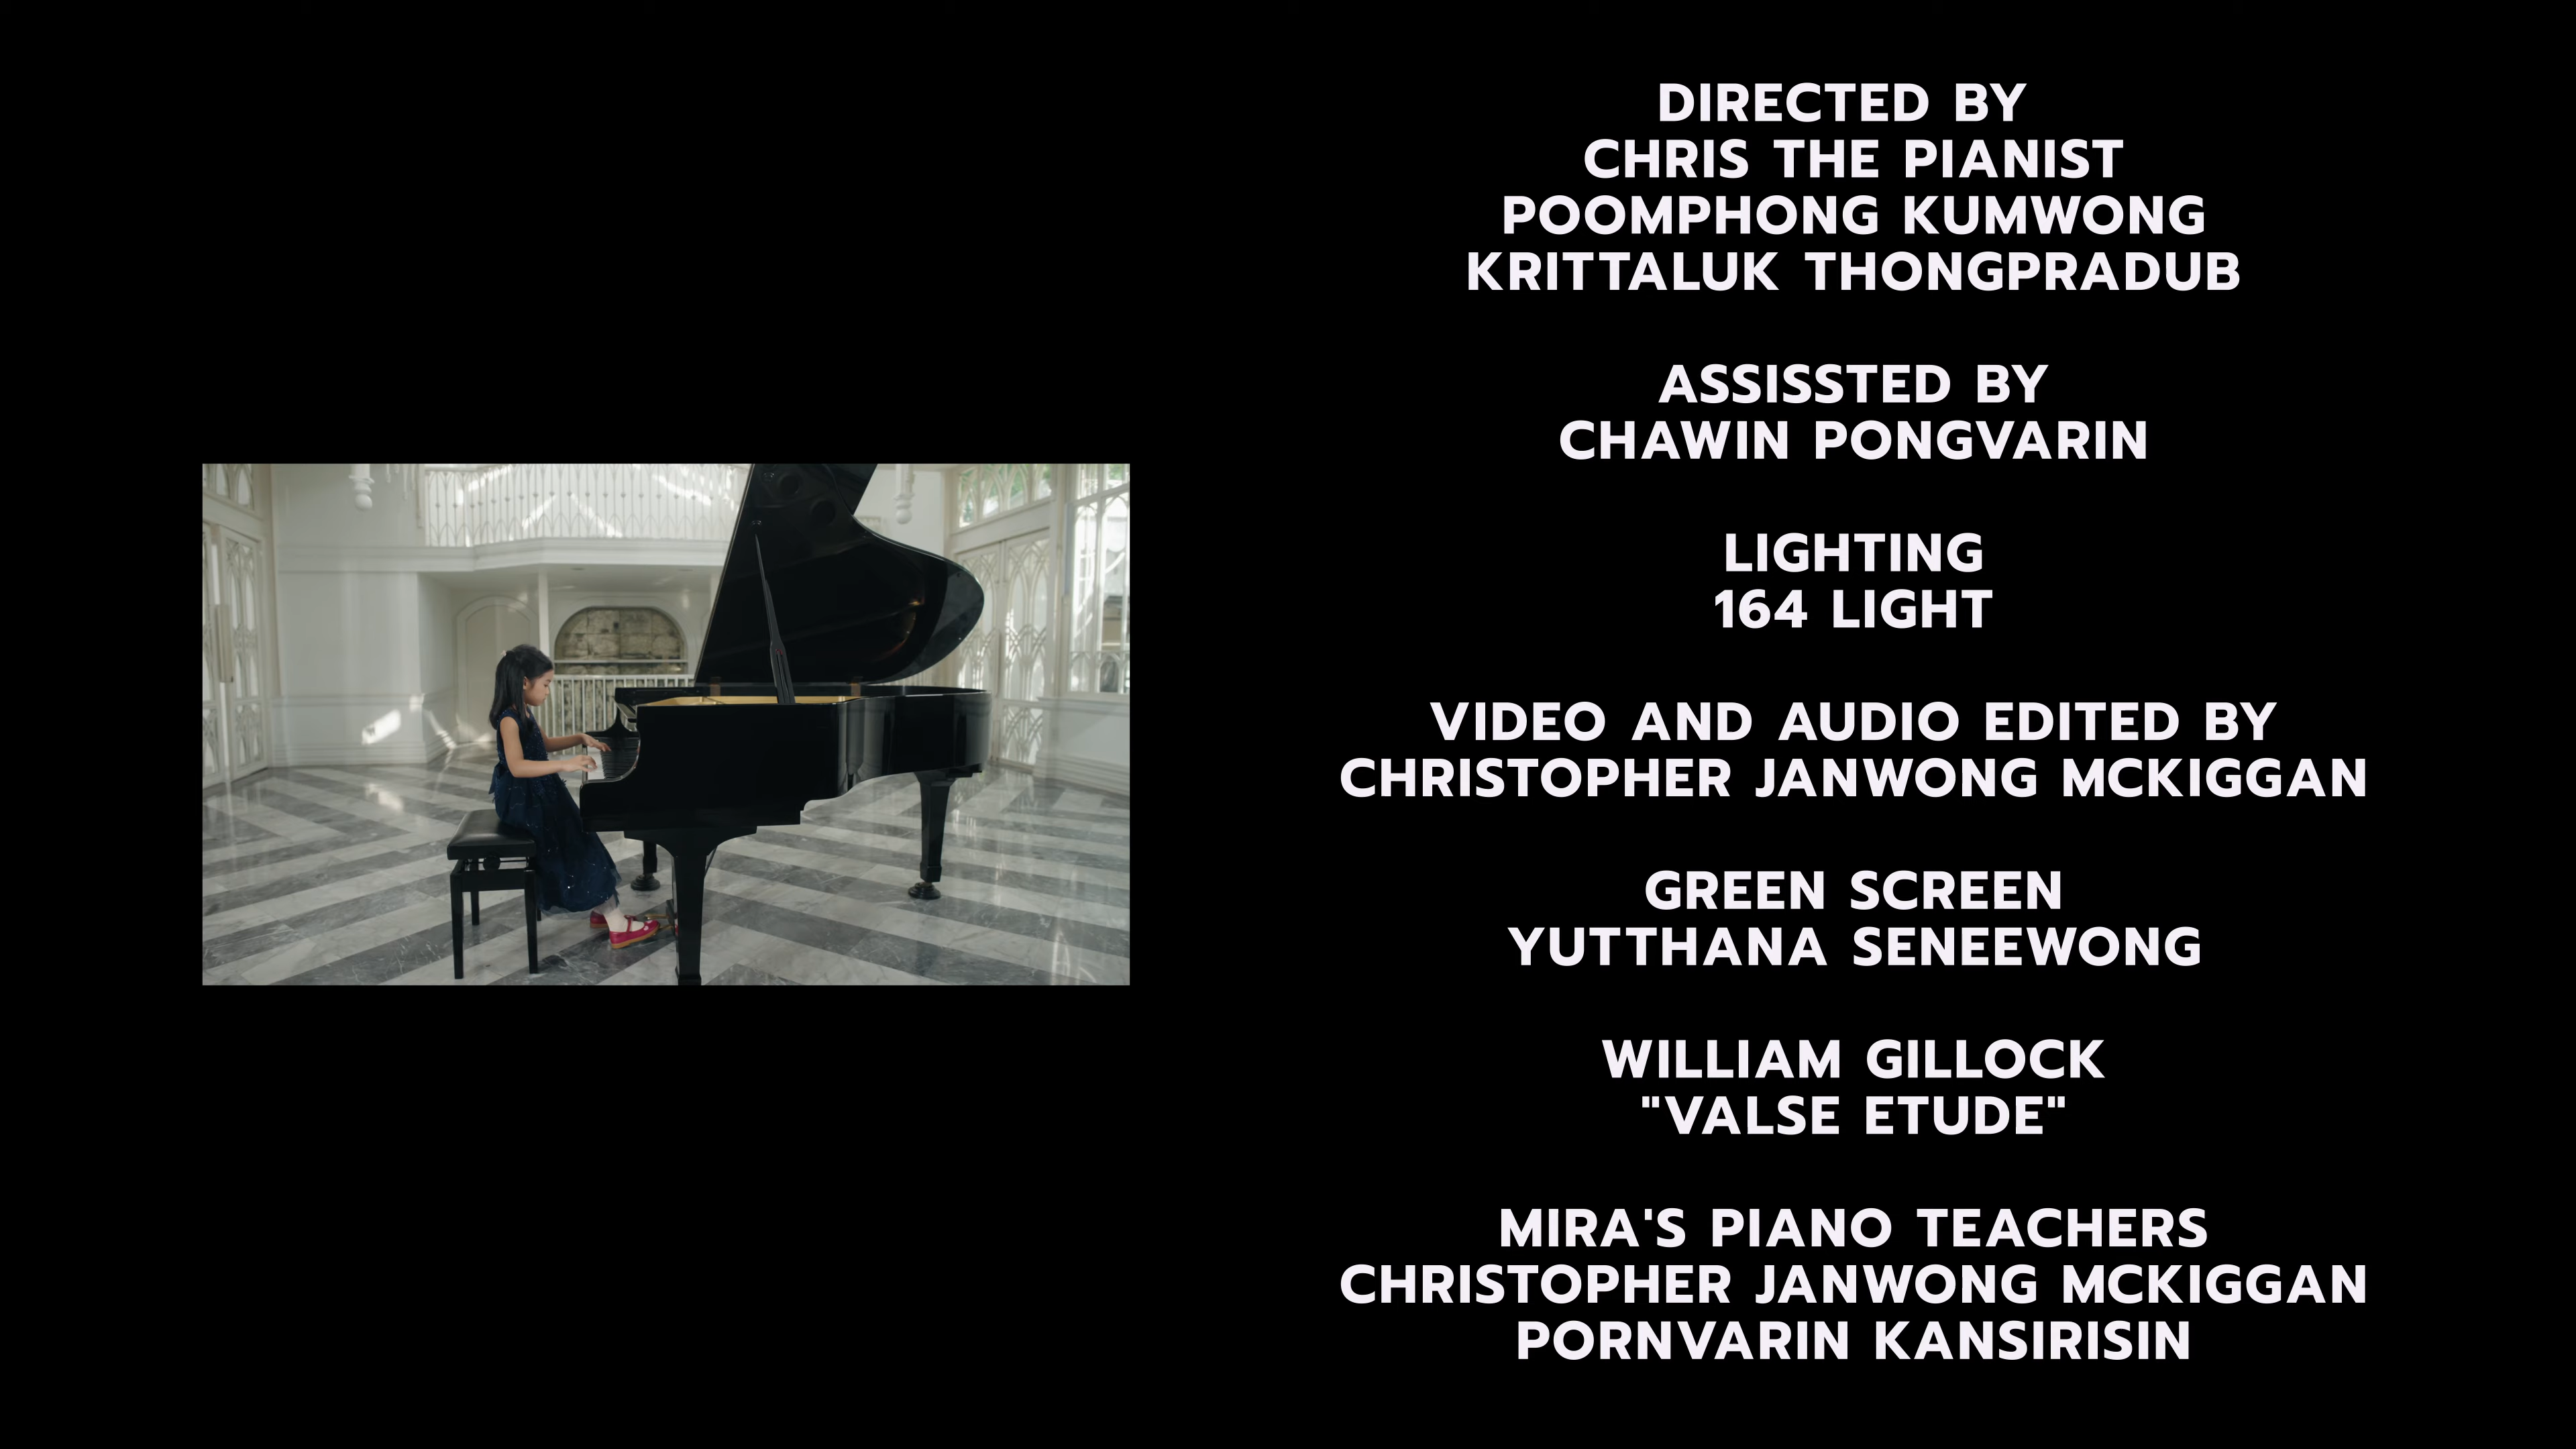 DIRECTED BY
CHRIS THE PIANIST
POOMPHONG KUMWONG
KRITTALUK THONGPRADUB
ASSISSTED BY
CHAWIN PONGVARIN
LIGHTING
164 LIGHT
VIDEO AND AUDIO EDITED BY
CHRISTOPHER JANWONG MCKIGGAN
GREEN SCREEN
YUTTHANA SENEEWONG
WILLIAM GILLOCK
"VALSE ETUDE"
MIRA'S PIANO TEACHERS
CHRISTOPHER JANWONG MCKIGGAN
PORNVARIN KANSIRISIN